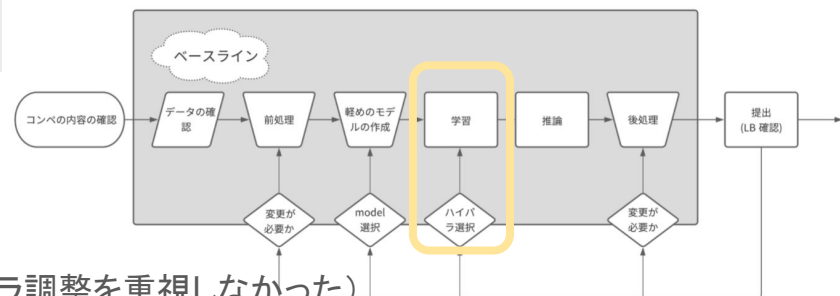 ベースライン
コンペの内容の確認
データの確
認
前処理
軽めのモデ
ルの作成
学習
推論
後処理
提出
(LB 確認)
変更が
必要か
model
選択
ハイパ
ラ選択
変更が
必要か
ラ調整を重視しなかった)